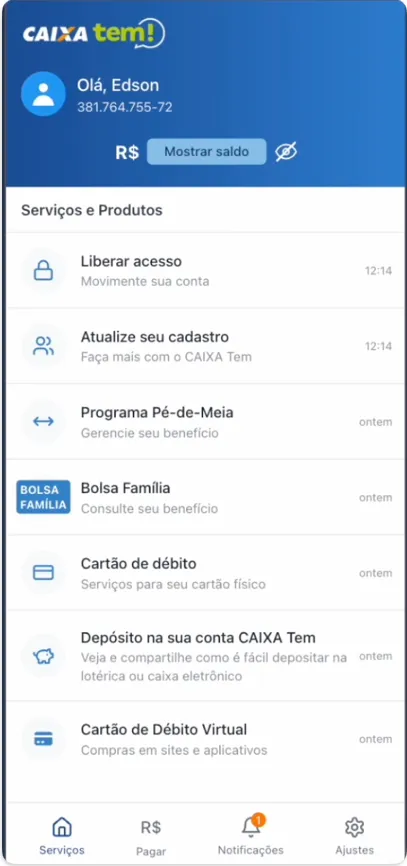 CAIXA tem!
Olá, Edson
381.764.755-72
R$ Mostrar saldo
Serviços e Produtos
Liberar acesso
Movimente sua conta
12:14
Atualize seu cadastro
Faça mais com o CAIXA Tem
12:14
Programa Pé-de-Meia
Gerencie seu benefício
ontem
BOLSA
FAMÍLIA
Bolsa Família
Consulte seu benefício
ontem
Cartão de débito
Serviços para seu cartão físico
ontem
Depósito na sua conta CAIXA Tem
Veja e compartilhe como é fácil depositar na
lotérica ou caixa eletrônico
ontem
Cartão de Débito Virtual
Compras em sites e aplicativos
ontem
Serviços
R$
Pagar
1
Notificações
Ajustes